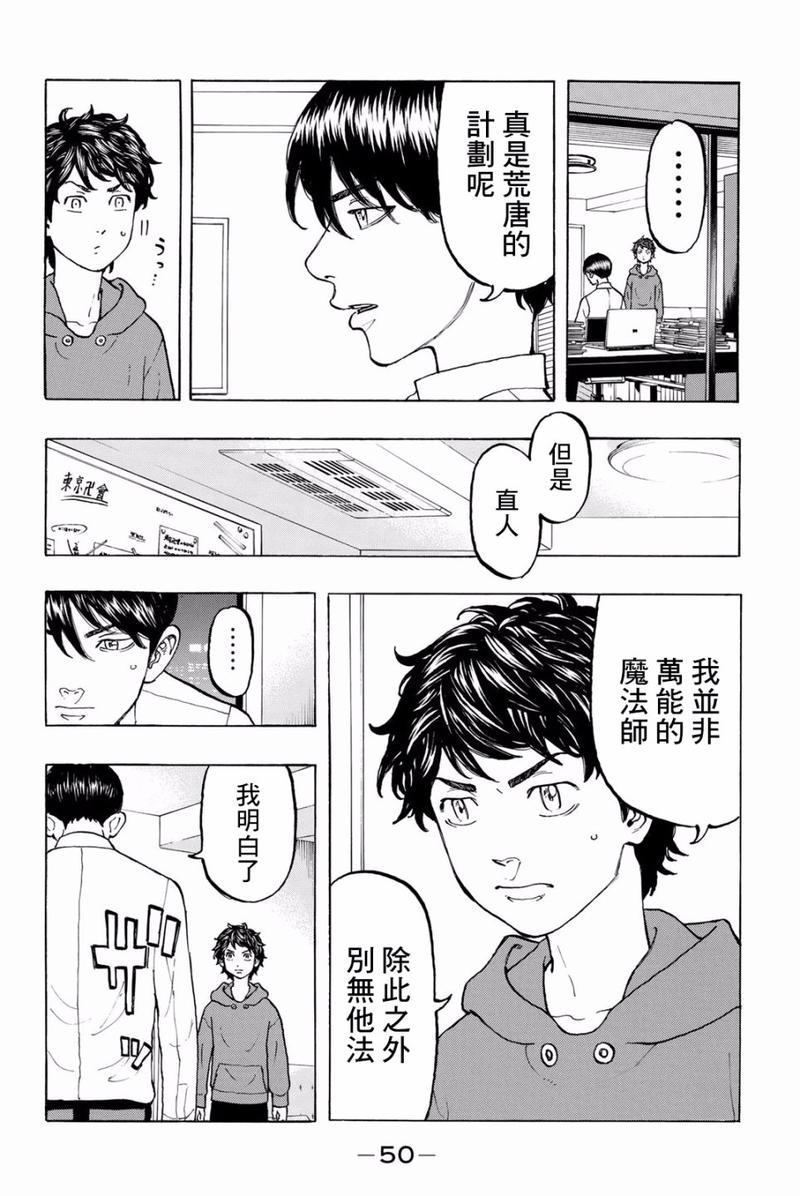 ……
真是荒唐的
計劃呢
うっ…
但是
直人
東京卍會
我並非
萬能的
魔法師
……
除此之外
別無他法
我明白了
ザッ
—50—